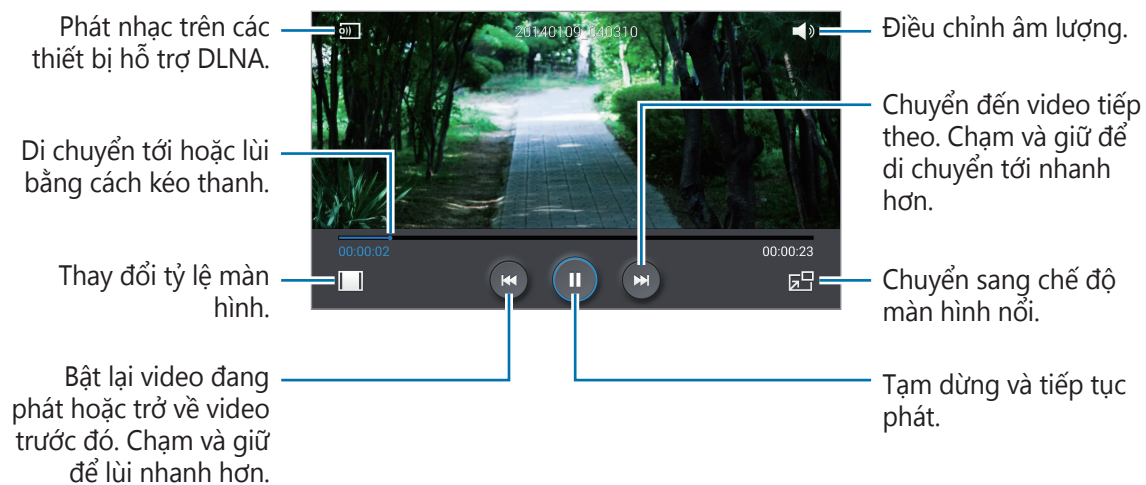 Phát nhạc trên các
thiết bị hỗ trợ DLNA.
Di chuyển tới hoặc lùi
bằng cách kéo thanh.
Thay đổi tỷ lệ màn
hình.
Bật lại video đang
phát hoặc trở về video
trước đó. Chạm và giữ
để lùi nhanh hơn.
20140109_040310
00:00:02
00:00:23
Điều chỉnh âm lượng.
Chuyển đến video tiếp
theo. Chạm và giữ để
di chuyển tới nhanh
hơn.
Chuyển sang chế độ
màn hình nổi.
Tạm dừng và tiếp tục
phát.